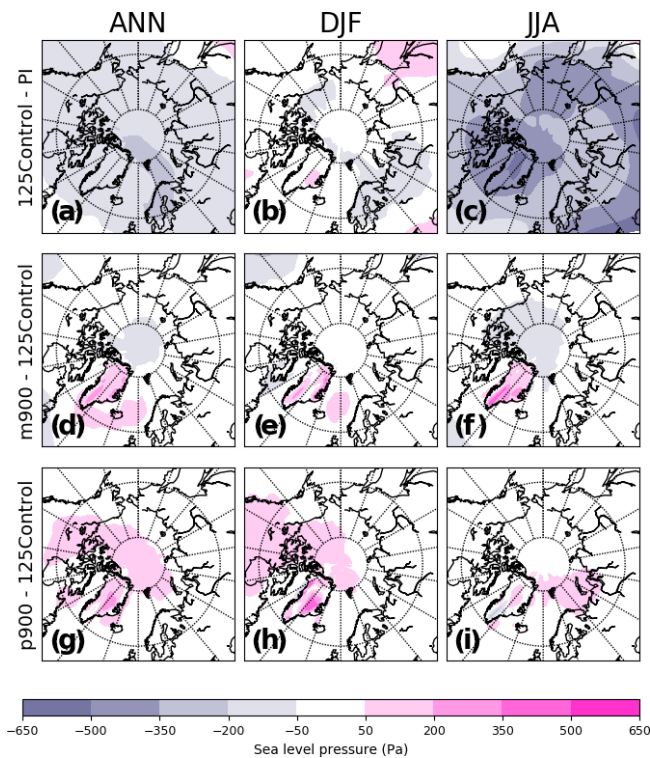 ANN DJF JJA
125Control - PI
(a) (b) (c)
m900 - 125Control
(d) (e) (f)
p900 - 125Control
(g) (h) (i)
−650 −500 −350 −200 −50 50 200 350 500 650
Sea level pressure (Pa)